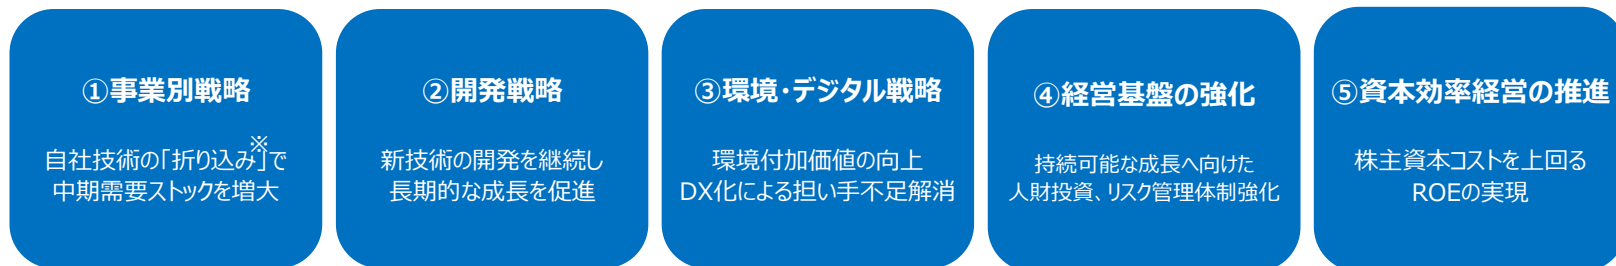 ①事業別戦略
自社技術の「折り込み※」で
中期需要ストックを増大
②開発戦略
新技術の開発を継続し
長期的な成長を促進
③環境・デジタル戦略
環境付加価値の向上
DX化による担い手不足解消
④経営基盤の強化
持続可能な成長へ向けた
人財投資、リスク管理体制強化
⑤資本効率経営の推進
株主資本コストを上回る
ROEの実現